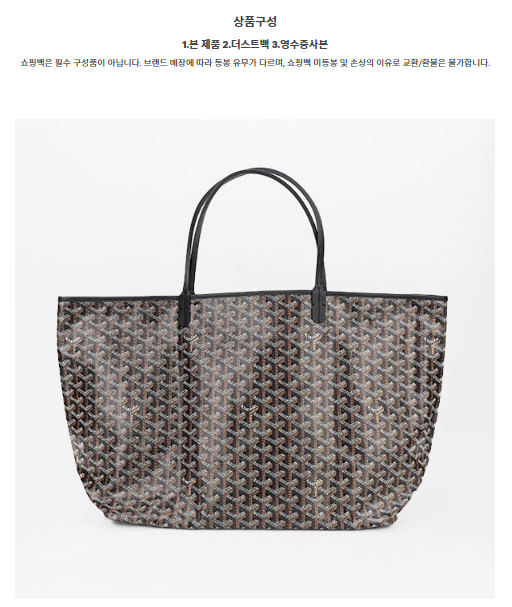 상품구성
1.본 제품 2.더스트백 3.영수증사본
쇼핑백은 필수 구성품이 아닙니다. 브랜드 매장에 따라 동봉 유무가 다르며, 쇼핑백 미동봉 및 손상의 이유로 교환/환불은 불가합니다.